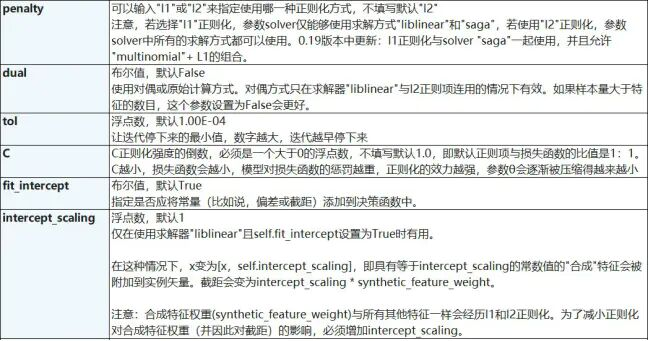 penalty
可以输入"l1"或"l2"来指定使用哪一种正则化方式，不填写默认"l2"
注意，若选择"l1"正则化，参数solver仅能够使用求解方式"liblinear"和"saga"，若使用"l2"正则化，参数
solver中所有的求解方式都可以使用。0.19版本中更新：l1正则化与solver "saga"一起使用，并且允许
"multinomial"+ L1的组合。
dual
布尔值，默认False
使用对偶或原始计算方式。对偶方式只在求解器"liblinear"与l2正则项连用的情况下有效。如果样本量大于特
征的数目，这个参数设置为False会更好。
tol
浮点数，默认1.00E-04
让迭代停下来的最小值，数字越大，迭代越早停下来
C
C正则化强度的倒数，必须是一个大于0的浮点数，不填写默认1.0，即默认正则项与损失函数的比值是1：1。
C越小，损失函数会越小，模型对损失函数的惩罚越重，正则化的效力越强，参数θ会逐渐被压缩得越来越小
fit_intercept
布尔值，默认True
指定是否应将常量（比如说，偏差或截距）添加到决策函数中。
intercept_scaling
浮点数，默认1
仅在使用求解器"liblinear"且self.fit_intercept设置为True时有用。
在这种情况下，x变为[x，self.intercept_scaling]，即具有等于intercept_scaling的常数值的"合成"特征会被
附加到实例矢量。截距会变为intercept_scaling * synthetic_feature_weight。
注意：合成特征权重(synthetic_feature_weight)与所有其他特征一样会经历l1和l2正则化。为了减小正则化
对合成特征权重（并因此对截距）的影响，必须增加intercept_scaling。